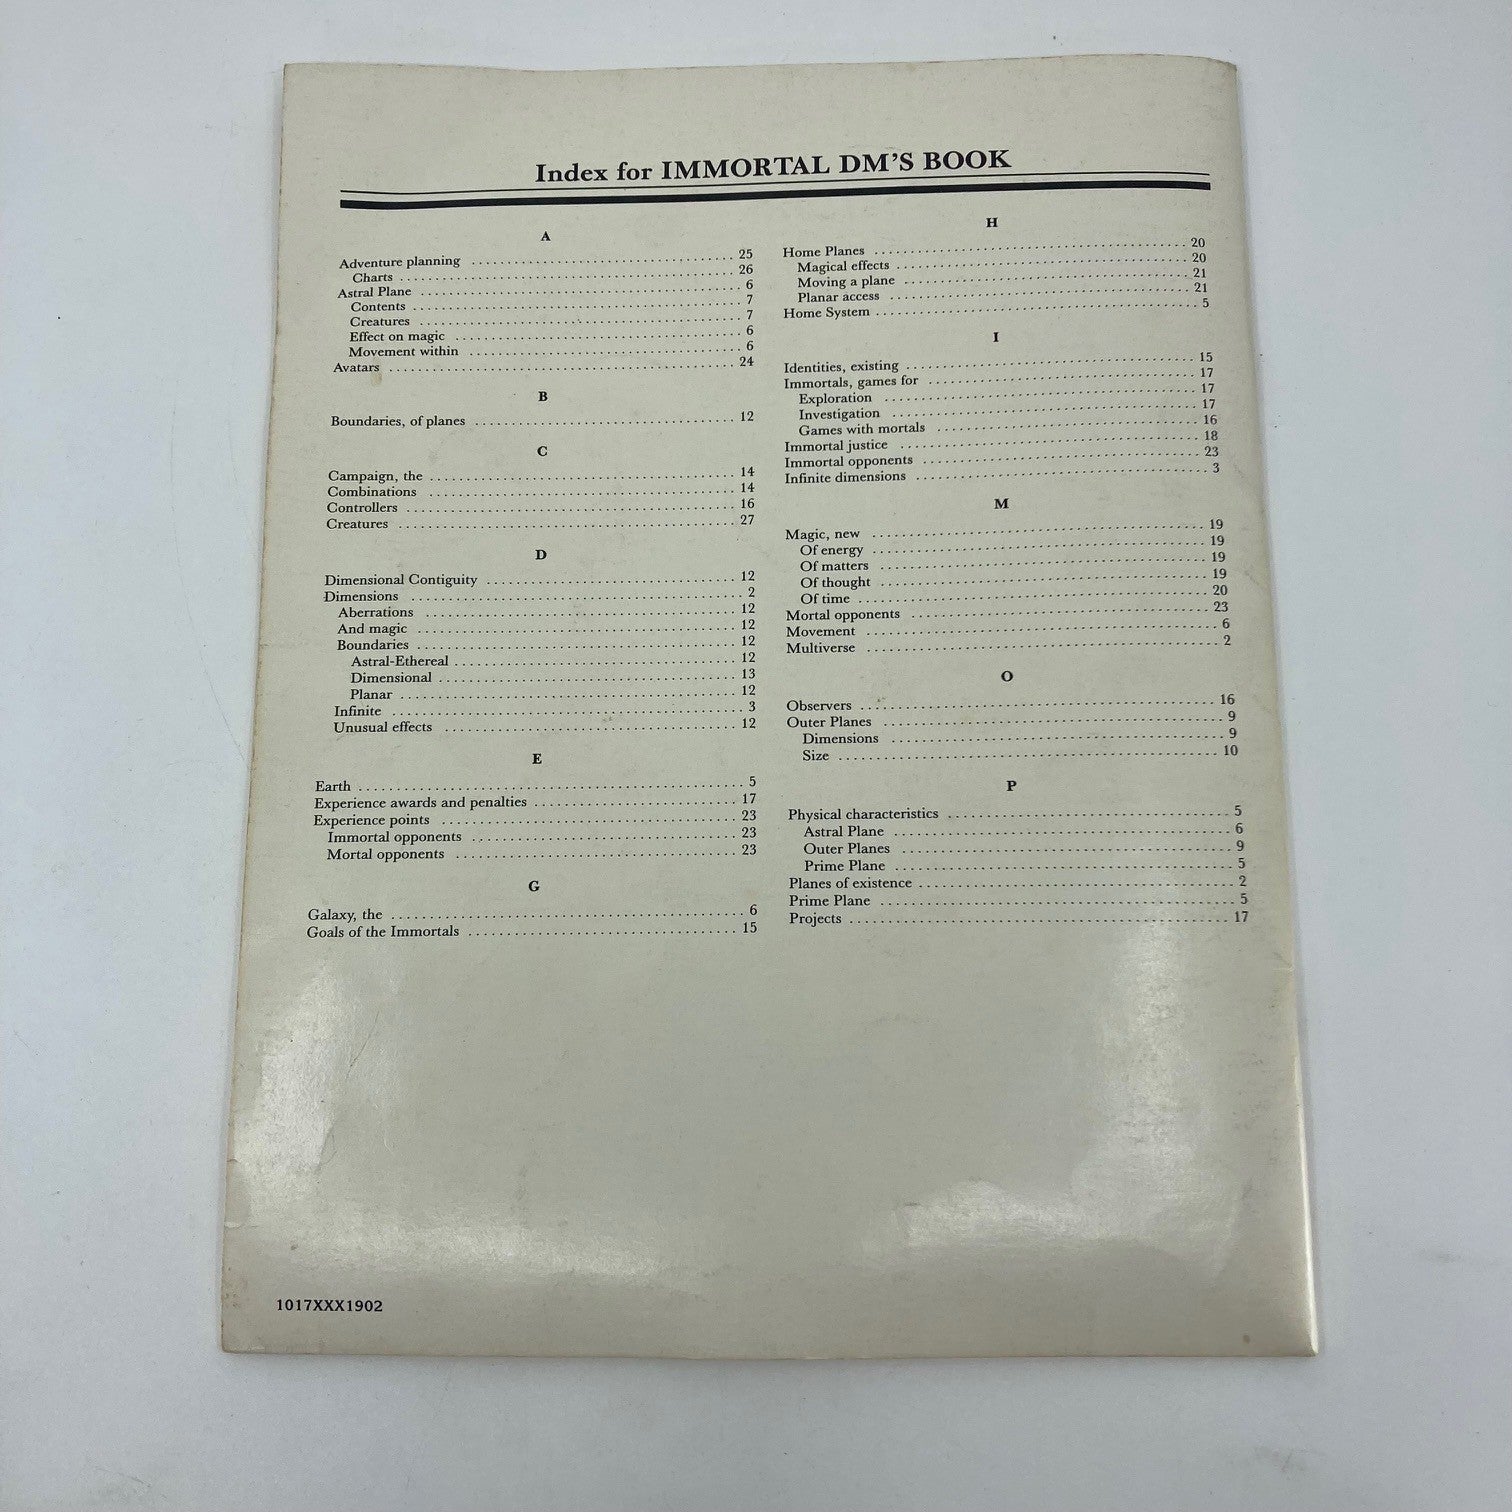 Index for IMMORTAL DM'S BOOK
A
Adventure planning .......... 25
Charts .......... 26
Astral Plane .......... 6
Contents .......... 7
Creatures .......... 7
Effect on magic .......... 6
Movement within .......... 6
Avatars .......... 24
B
Boundaries, of planes .......... 12
C
Campaign, the .......... 14
Combinations .......... 14
Controllers .......... 16
Creatures .......... 27
D
Dimensional Contiguity .......... 12
Dimensions .......... 2
Aberrations .......... 12
And magic .......... 12
Boundaries .......... 12
Astral-Ethereal .......... 12
Dimensional .......... 13
Planar .......... 12
Infinite .......... 3
Unusual effects .......... 12
E
Earth .......... 5
Experience awards and penalties .......... 17
Experience points .......... 23
Immortal opponents .......... 23
Mortal opponents .......... 23
G
Galaxy, the .......... 6
Goals of the Immortals .......... 15
H
Home Planes .......... 20
Magical effects .......... 20
Moving a plane .......... 21
Planar access .......... 21
Home System .......... 5
I
Identities, existing .......... 15
Immortals, games for .......... 17
Exploration .......... 17
Investigation .......... 17
Games with mortals .......... 16
Immortal justice .......... 18
Immortal opponents .......... 23
Infinite dimensions .......... 3
M
Magic, new .......... 19
Of energy .......... 19
Of matters .......... 19
Of thought .......... 19
Of time .......... 20
Mortal opponents .......... 23
Movement .......... 6
Multiverse .......... 2
O
Observers .......... 16
Outer Planes .......... 9
Dimensions .......... 9
Size .......... 10
P
Physical characteristics .......... 5
Astral Plane .......... 6
Outer Planes .......... 9
Prime Plane .......... 5
Planes of existence .......... 2
Prime Plane .......... 5
Projects .......... 17
1017XXX1902